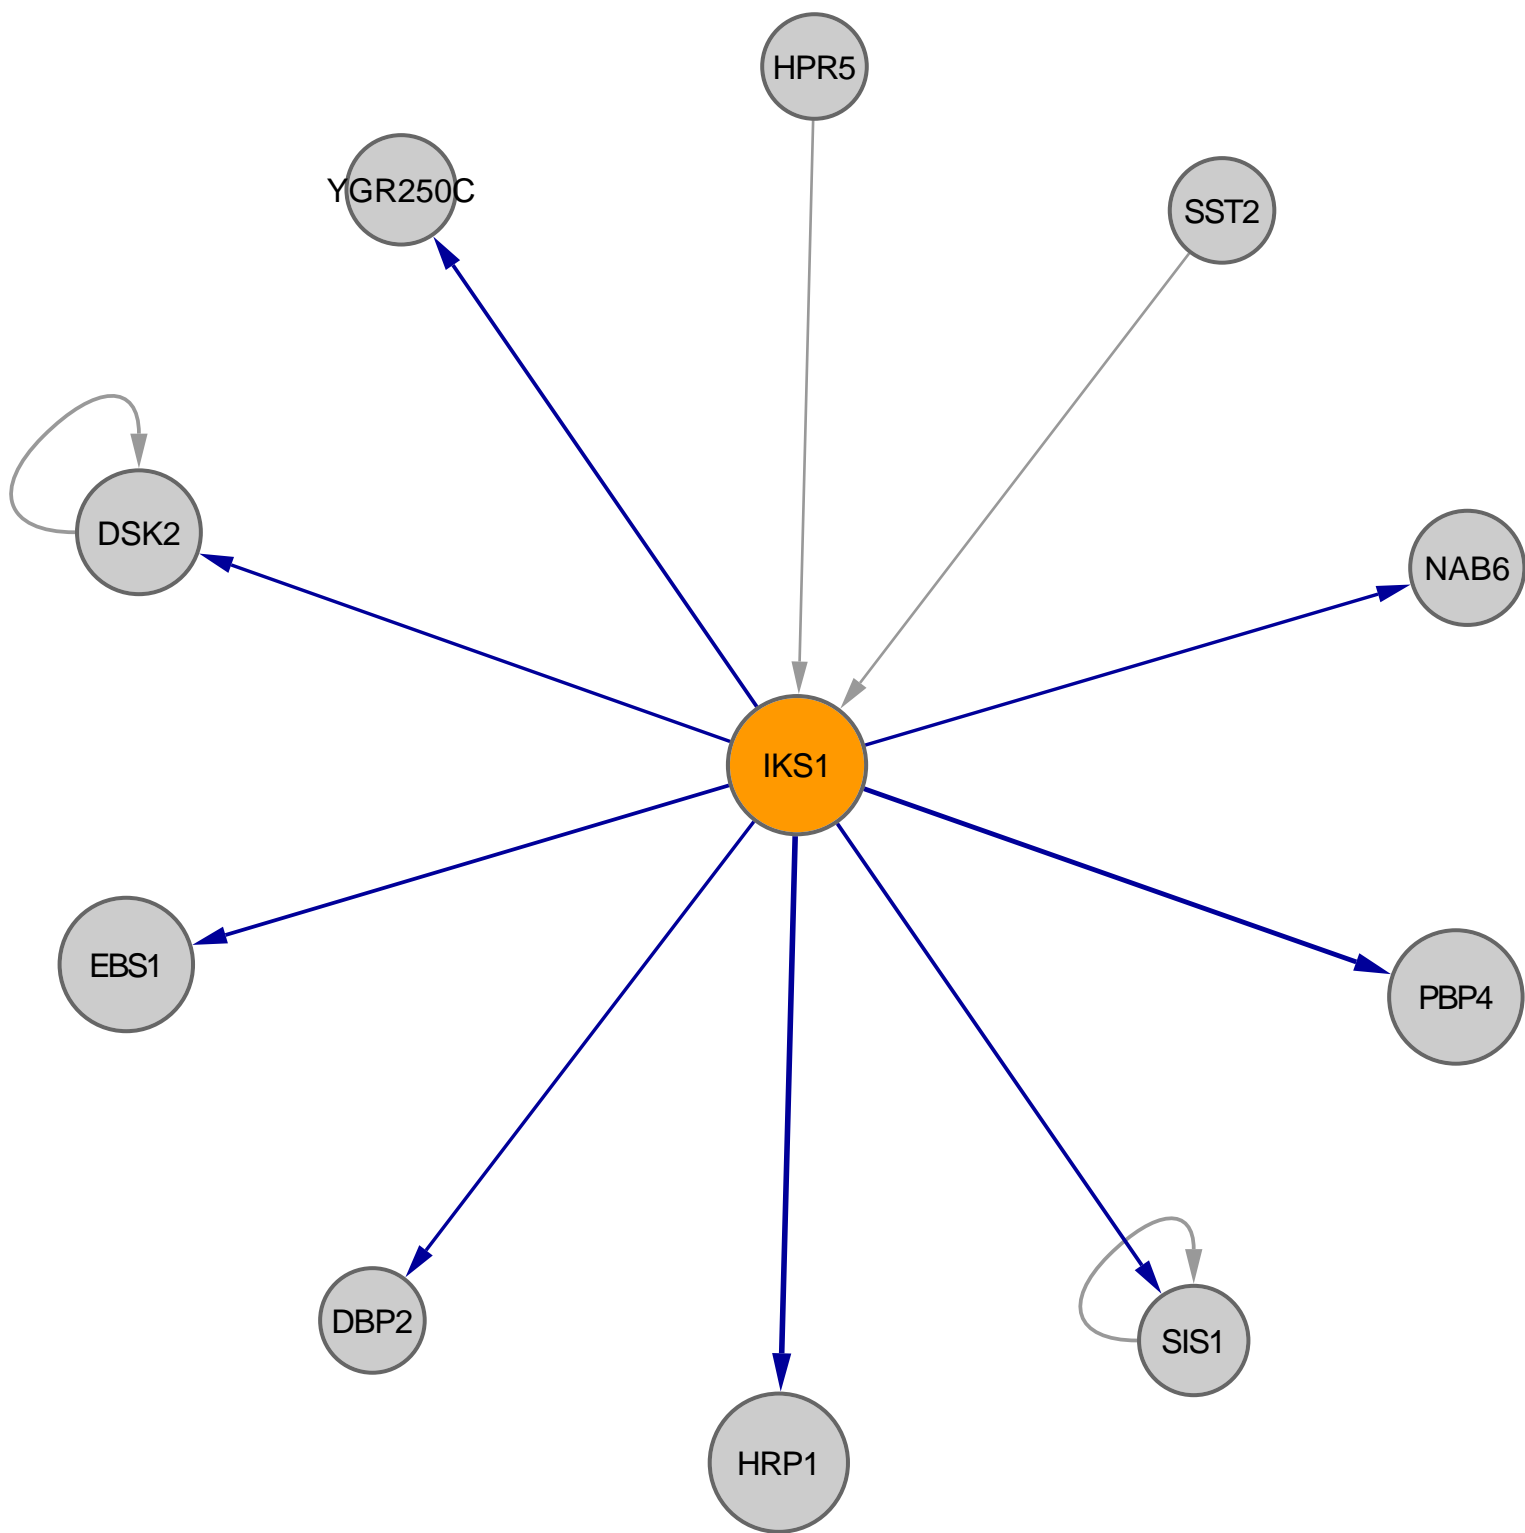 HPR5
YGR250C
SST2
DSK2
NAB6
IKS1
EBS1
PBP4
DBP2
SIS1
HRP1